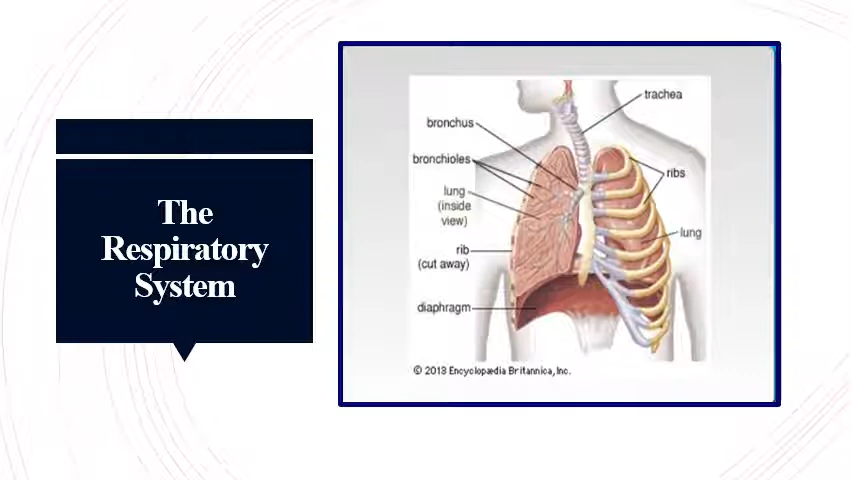 The
Respiratory
System
trachea
bronchus
bronchioles
ribs
lung
(inside
view)
lung
rib
(cut away)
diaphragm
© 2013 Encyclopædia Britannica, Inc.